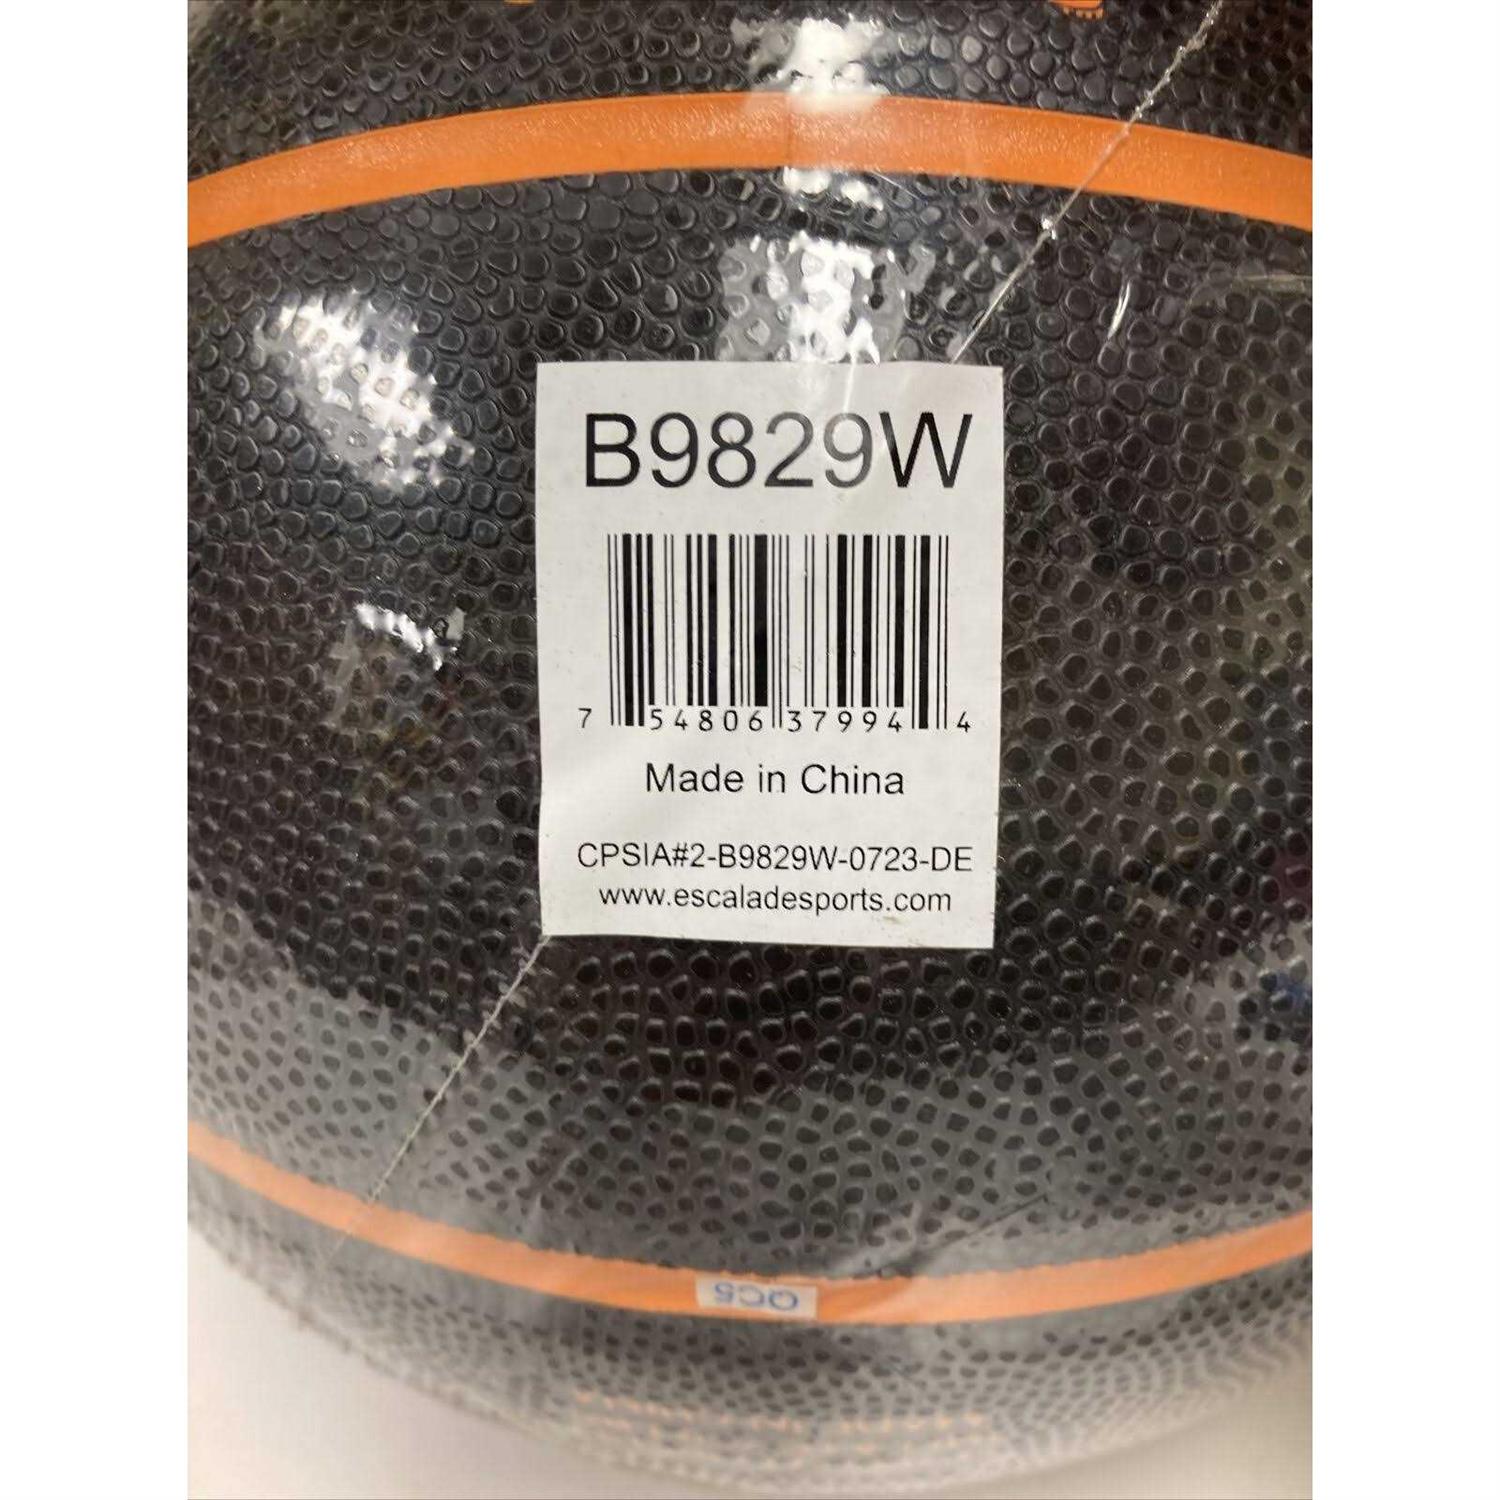 B9829W
7 54806 37994 4
Made in China
CPSIA#2-B9829W-0723-DE
www.escaladesports.com
QC5